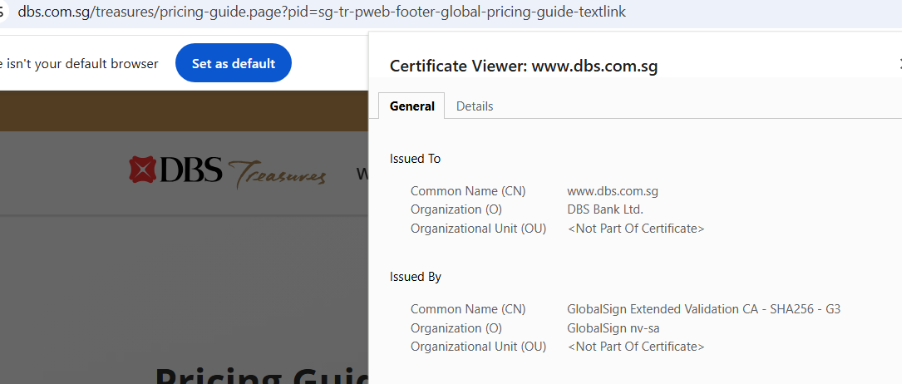 dbs.com.sg/treasures/pricing-guide.page?pid=sg-tr-pweb-footer-global-pricing-guide-textlink
isn't your default browser
Set as default
DBS Treasures
W
Certificate Viewer: www.dbs.com.sg
General Details
Issued To
Common Name (CN) www.dbs.com.sg
Organization (O) DBS Bank Ltd.
Organizational Unit (OU) <Not Part Of Certificate>
Issued By
Common Name (CN) GlobalSign Extended Validation CA - SHA256 - G3
Organization (O) GlobalSign nv-sa
Organizational Unit (OU) <Not Part Of Certificate>
Pricing Gui